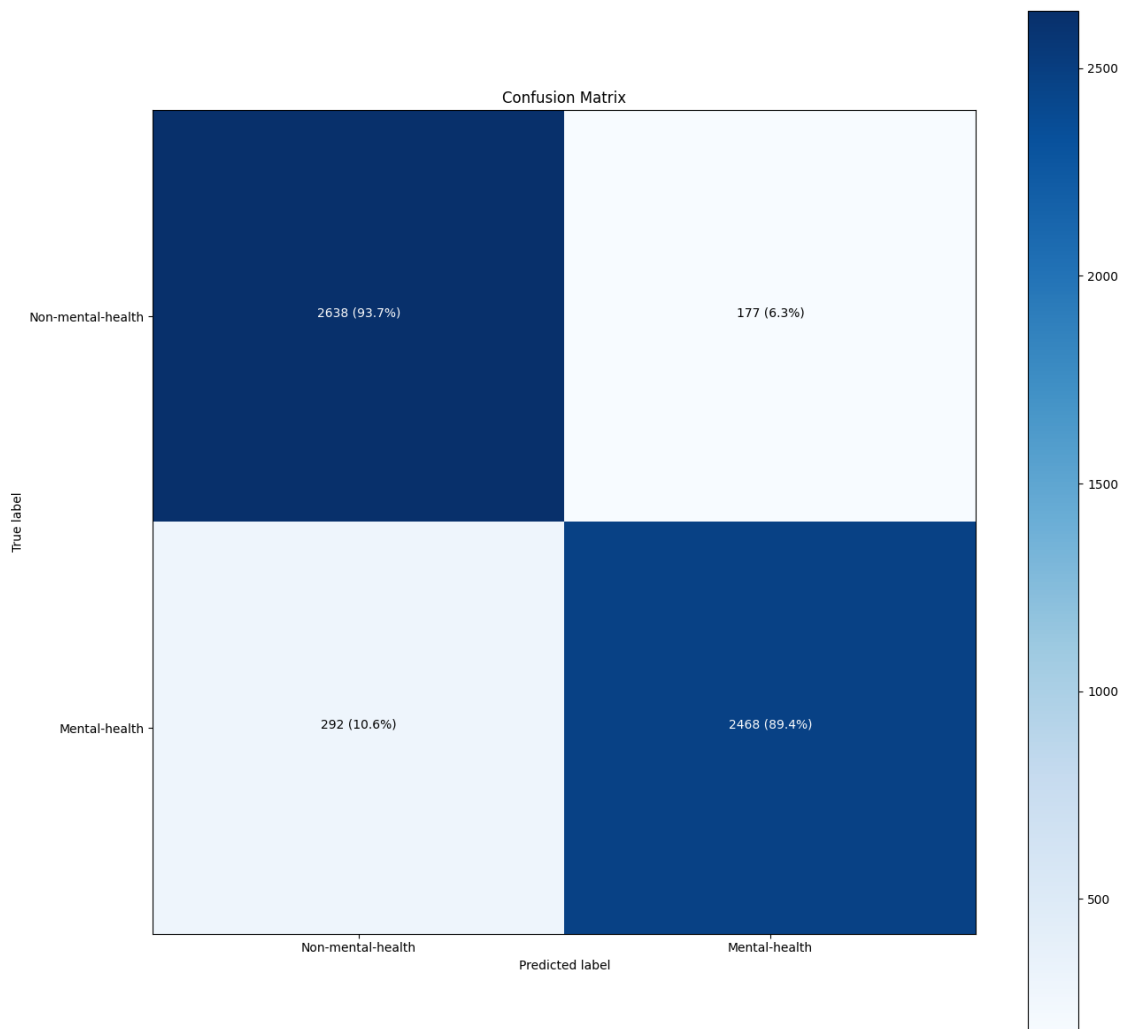 Confusion Matrix
2500
2000
1500
1000
500
True label
Non-mental-health
2638 (93.7%)
177 (6.3%)
Mental-health
292 (10.6%)
2468 (89.4%)
Non-mental-health
Mental-health
Predicted label